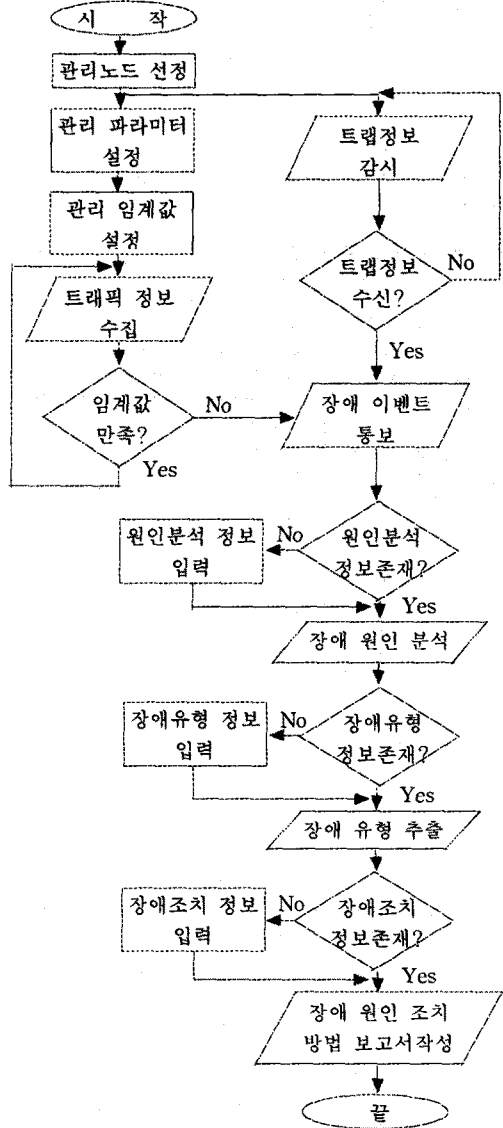 시 작
관리노드 선정
관리 파라미터
설정
관리 임계값
설정
트래픽 정보
수집
임계값
만족?
No
Yes
트랩정보
감시
트랩정보
수신?
No
Yes
장애 이벤트
통보
원인분석
정보존재?
No
원인분석 정보
입력
Yes
장애 원인 분석
장애유형
정보존재?
No
장애유형 정보
입력
Yes
장애 유형 추출
장애조치
정보존재?
No
장애조치 정보
입력
Yes
장애 원인 조치
방법 보고서작성
끝